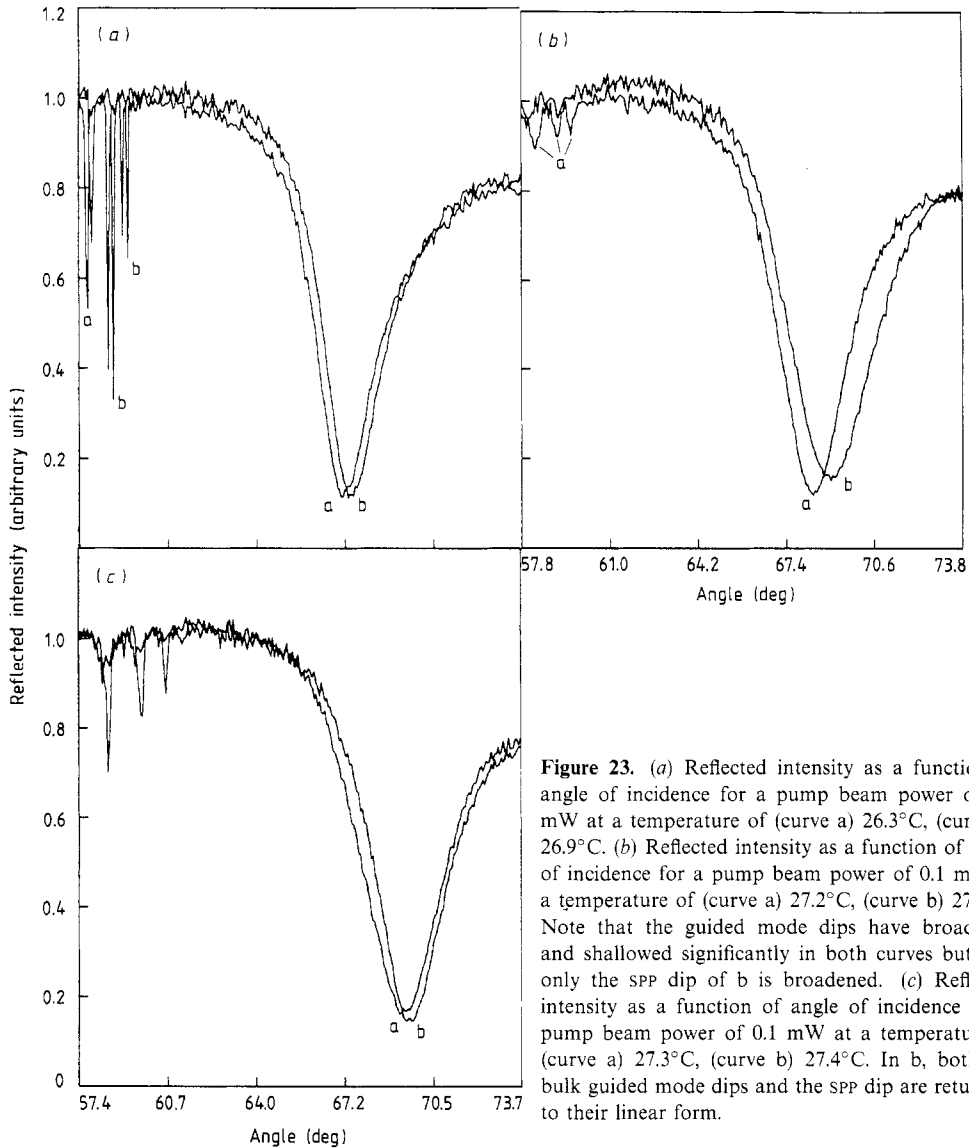 1.2
(a)
(b)
1.0
0.8
a
b
b
a
0.6
0.4
0.2
a b
a
b
57.8 61.0 64.2 67.4 70.6 73.8
Angle (deg)
Reflected intensity (arbitrary units)
(c)
1.0
0.8
0.6
0.4
0.2
0
a b
57.4 60.7 64.0 67.2 70.5 73.7
Angle (deg)
Figure 23. (a) Reflected intensity as a functio
angle of incidence for a pump beam power o
mW at a temperature of (curve a) 26.3°C, (cur
26.9°C. (b) Reflected intensity as a function of
of incidence for a pump beam power of 0.1 m
a temperature of (curve a) 27.2°C, (curve b) 27
Note that the guided mode dips have broad
and shallowed significantly in both curves but
only the SPP dip of b is broadened. (c) Refl
intensity as a function of angle of incidence
pump beam power of 0.1 mW at a temperatur
(curve a) 27.3°C, (curve b) 27.4°C. In b, both
bulk guided mode dips and the SPP dip are retu
to their linear form.